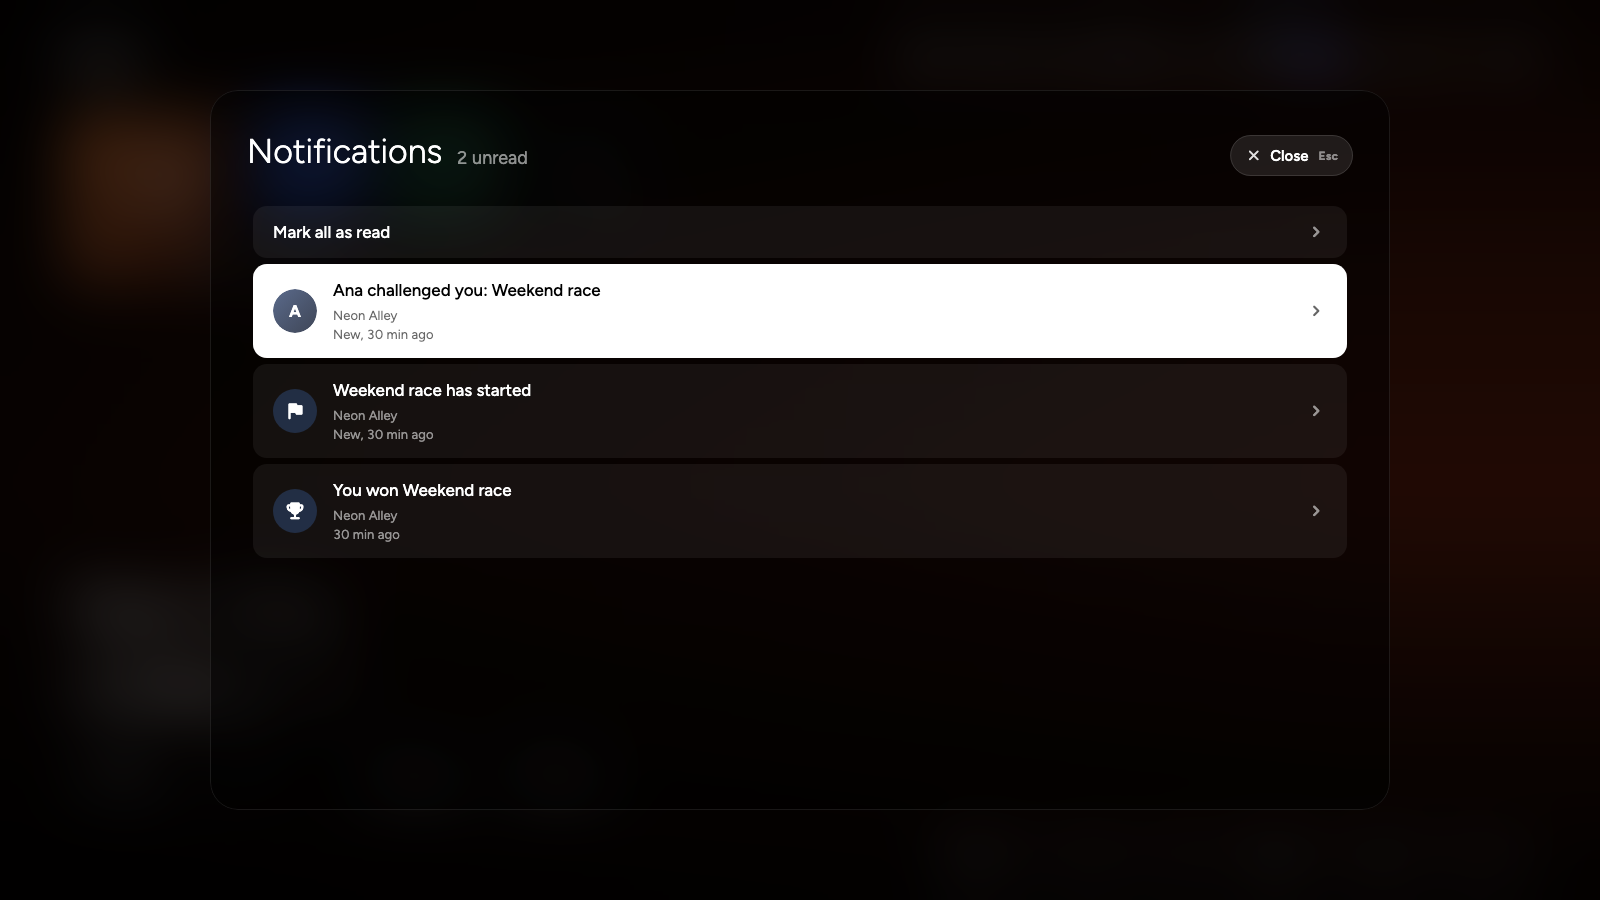 Notifications 2 unread
Close Esc
Mark all as read
A
Ana challenged you: Weekend race
Neon Alley
New, 30 min ago
Weekend race has started
Neon Alley
New, 30 min ago
You won Weekend race
Neon Alley
30 min ago